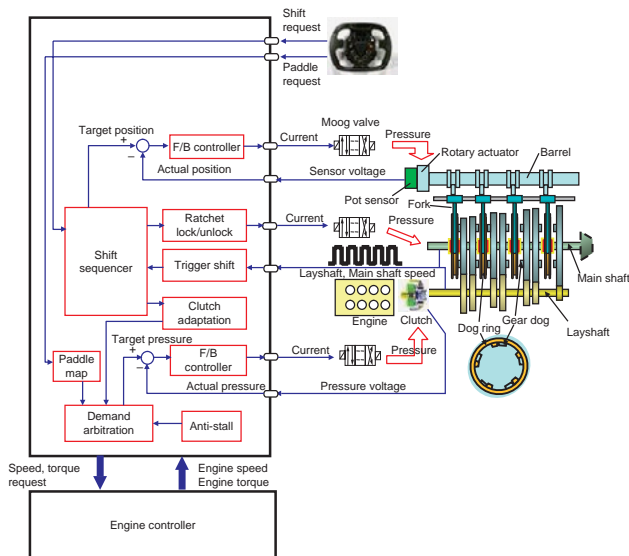 Shift
request
Paddle
request
Target position
+
−
F/B controller
Current
Moog valve
Pressure
Rotary actuator
Barrel
Actual position
Sensor voltage
Pot sensor
Fork
Ratchet
lock/unlock
Current
Pressure
Shift
sequencer
Trigger shift
Layshaft, Main shaft speed
Main shaft
Clutch
adaptation
Engine
Clutch
Gear dog
Dog ring
Layshaft
Target pressure
+
−
F/B
controller
Current
Pressure
Paddle
map
Actual pressure
Pressure voltage
Demand
arbitration
Anti-stall
Speed, torque
request
Engine speed
Engine torque
Engine controller